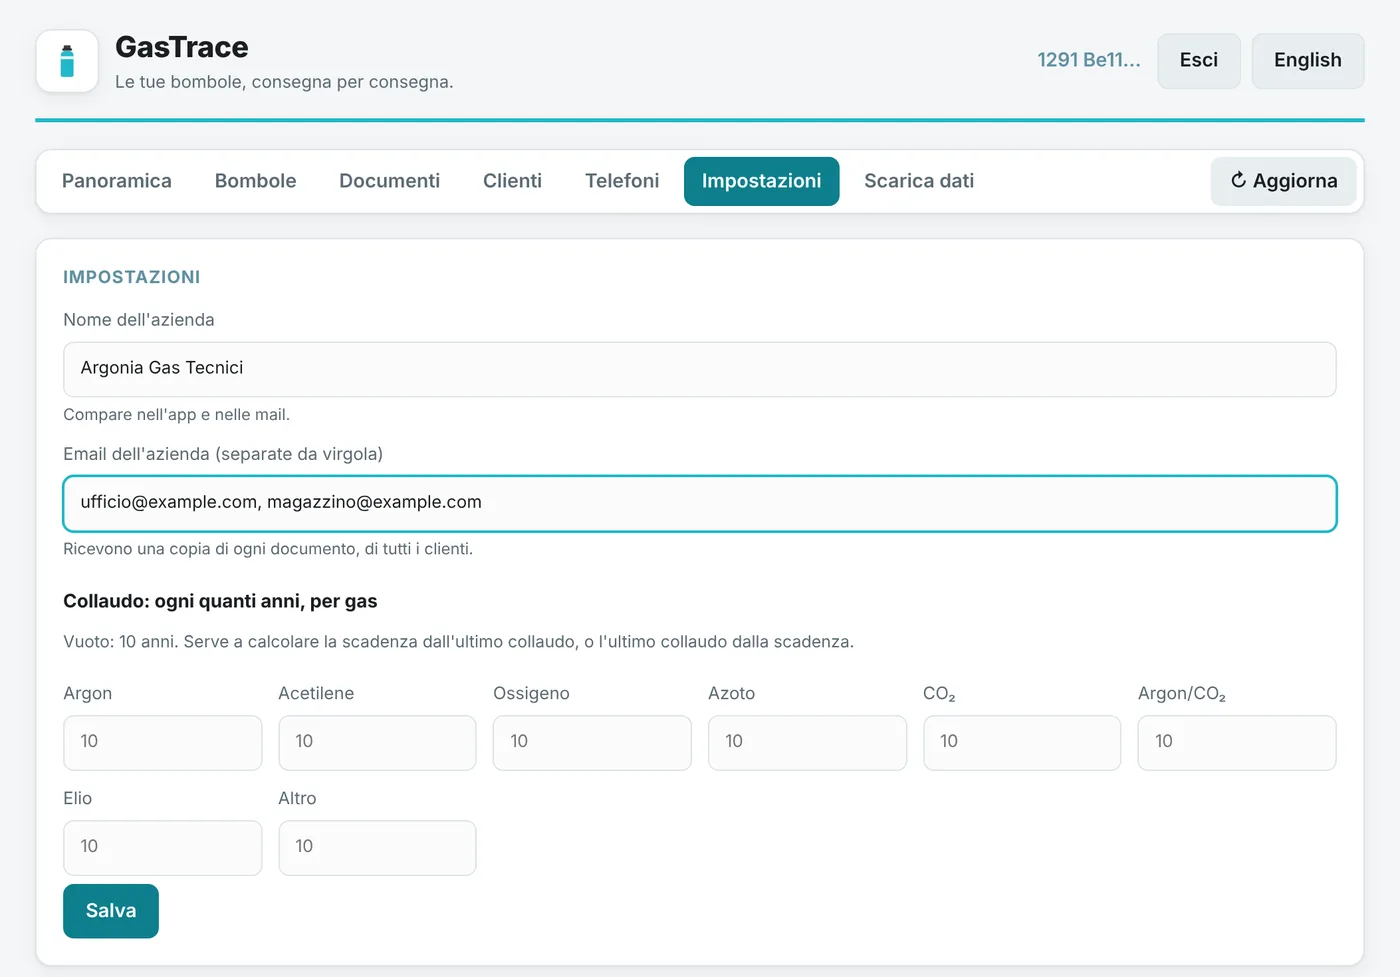 GasTrace
Le tue bombole, consegna per consegna.
1291 Be11...
Esci
English
Panoramica
Bombole
Documenti
Clienti
Telefoni
Impostazioni
Scarica dati
↻ Aggiorna
IMPOSTAZIONI
Nome dell'azienda
Argonia Gas Tecnici
Compare nell'app e nelle mail.
Email dell'azienda (separate da virgola)
ufficio@example.com, magazzino@example.com
Ricevono una copia di ogni documento, di tutti i clienti.
Collaudo: ogni quanti anni, per gas
Vuoto: 10 anni. Serve a calcolare la scadenza dall'ultimo collaudo, o l'ultimo collaudo dalla scadenza.
Argon
Acetilene
Ossigeno
Azoto
CO₂
Argon/CO₂
10
10
10
10
10
10
Elio
Altro
10
10
Salva